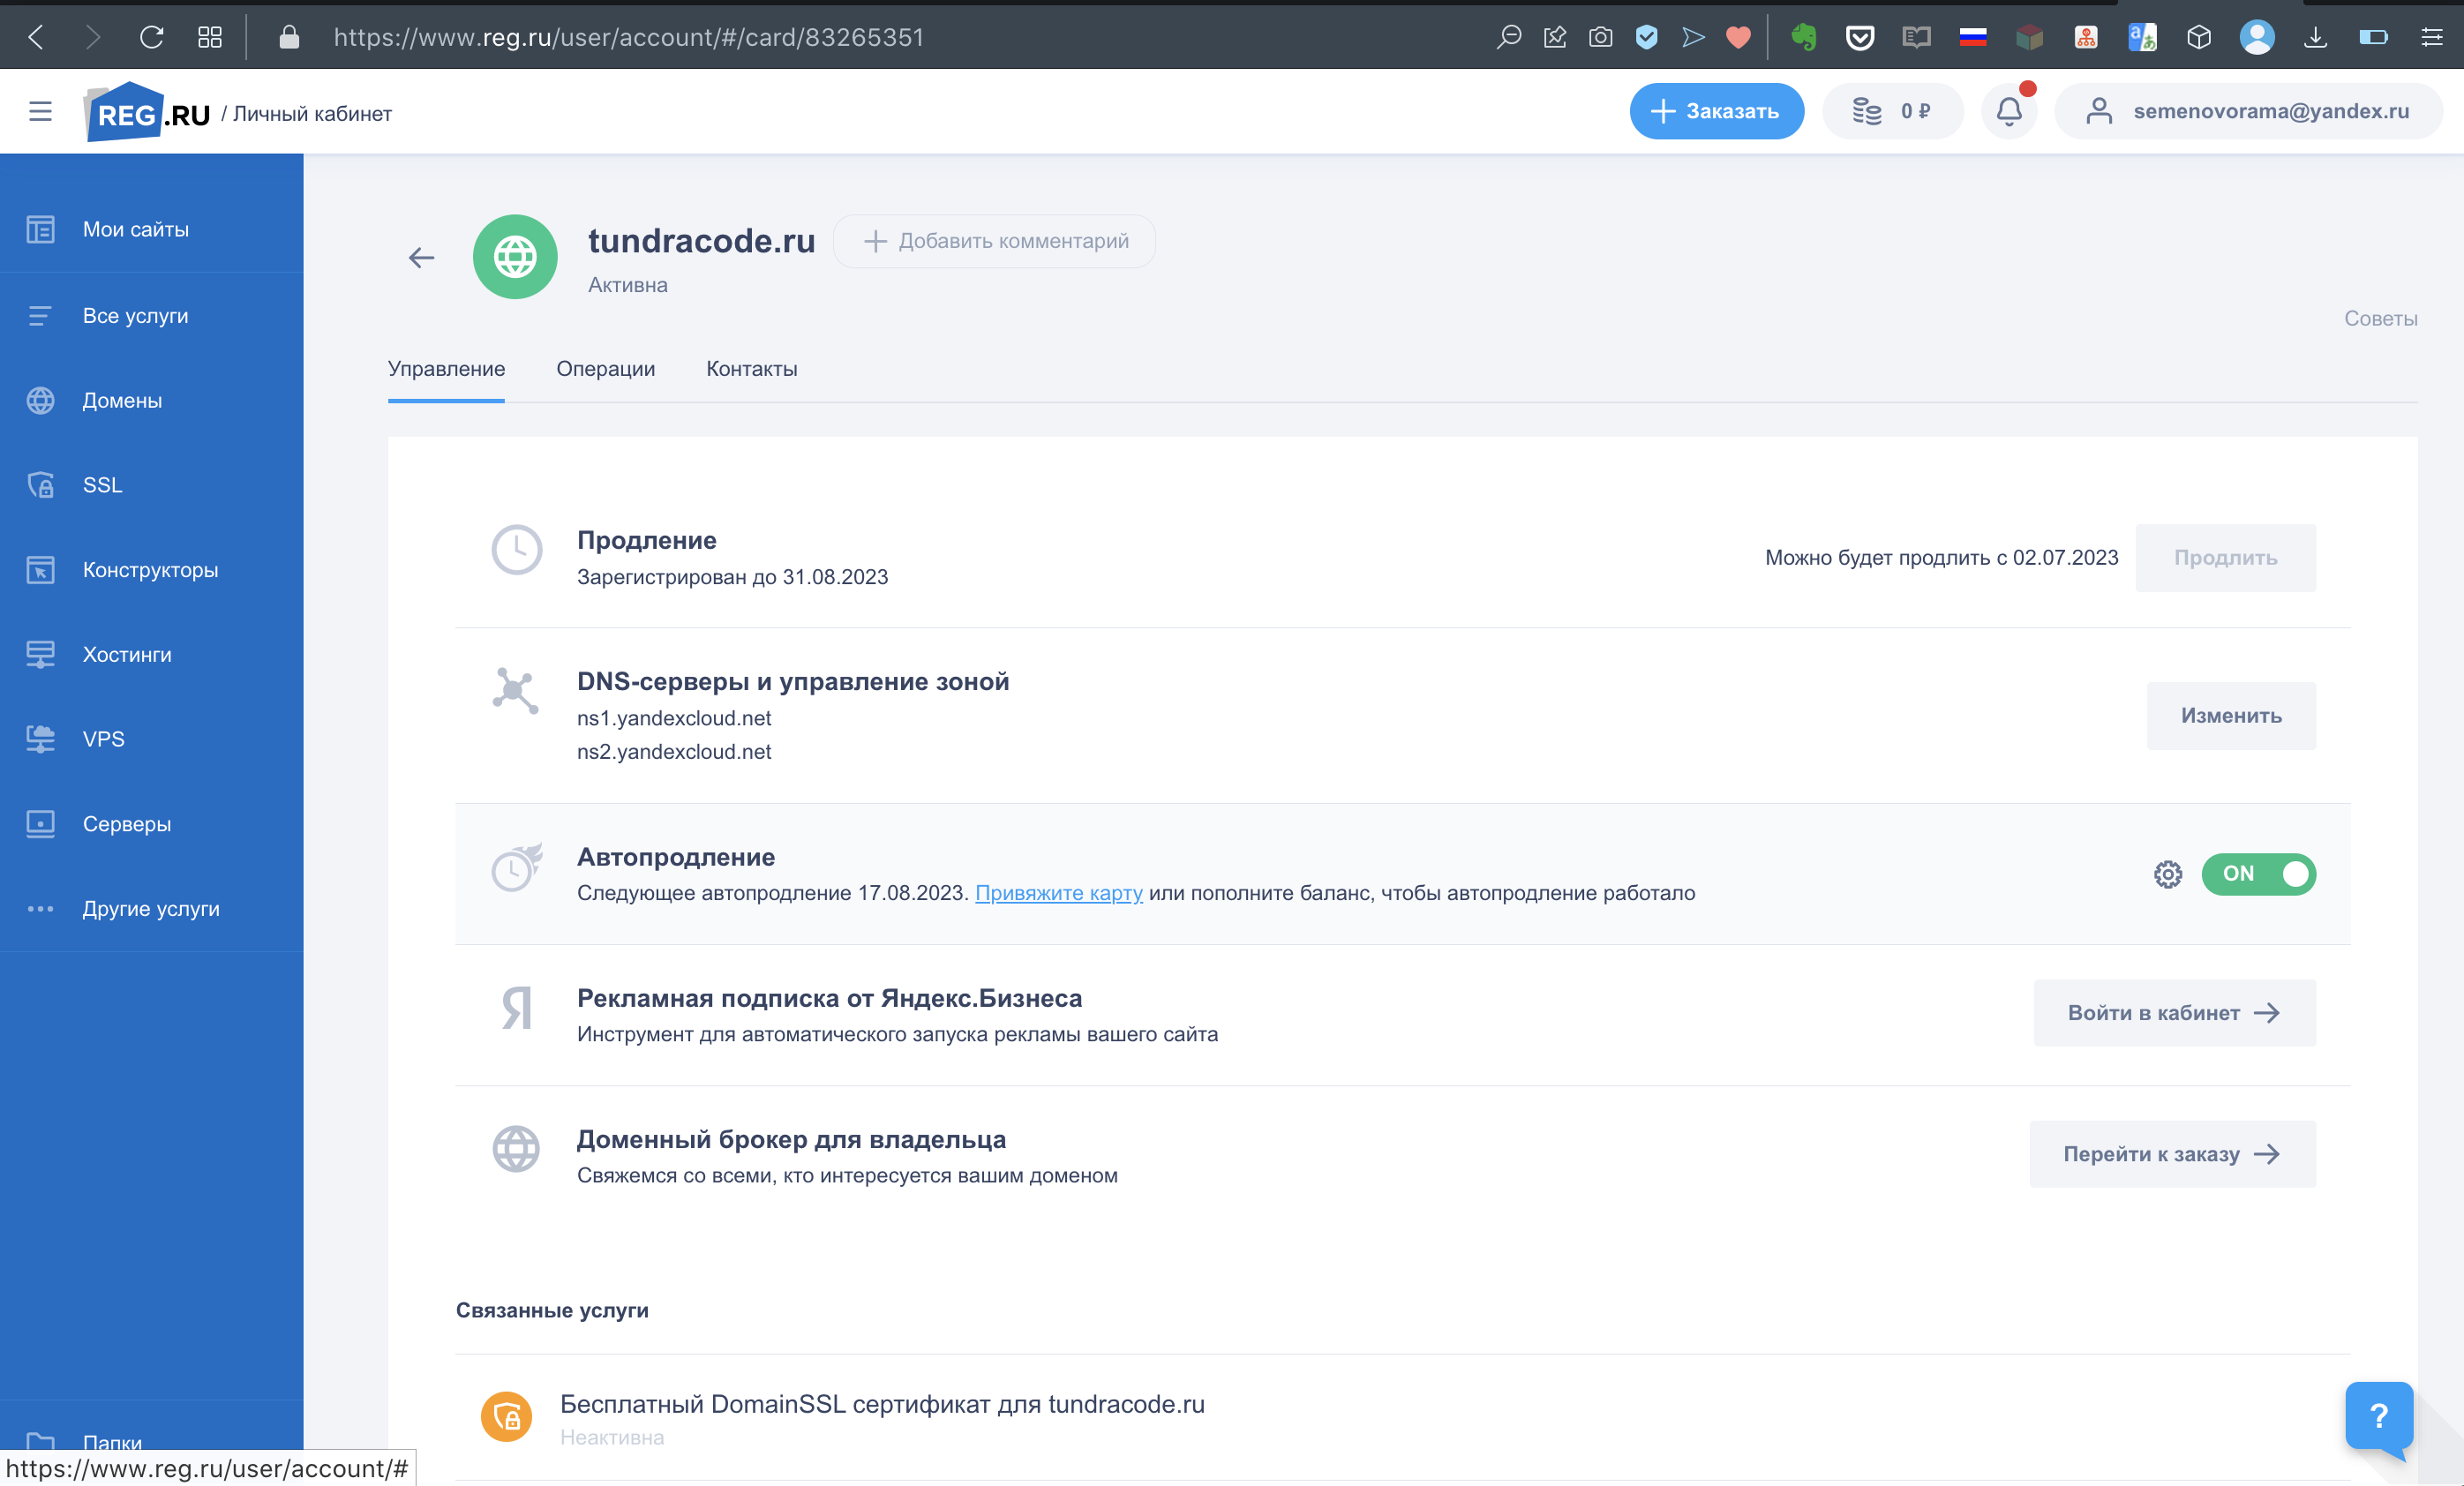 https://www.reg.ru/user/account/#/card/83265351
REG.RU / Личный кабинет
Заказать
0 ₽
semenovorama@yandex.ru
Мои сайты
Все услуги
Домены
SSL
Конструкторы
Хостинги
VPS
Серверы
Другие услуги
Папки
https://www.reg.ru/user/account/#
tundracode.ru
Добавить комментарий
Активна
Советы
Управление
Операции
Контакты
Продление
Зарегистрирован до 31.08.2023
Можно будет продлить с 02.07.2023
Продлить
DNS-серверы и управление зоной
ns1.yandexcloud.net
ns2.yandexcloud.net
Изменить
Автопродление
Следующее автопродление 17.08.2023. Привяжите карту или пополните баланс, чтобы автопродление работало
ON
Я
Рекламная подписка от Яндекс.Бизнеса
Инструмент для автоматического запуска рекламы вашего сайта
Войти в кабинет
Доменный брокер для владельца
Свяжемся со всеми, кто интересуется вашим доменом
Перейти к заказу
Связанные услуги
Бесплатный DomainSSL сертификат для tundracode.ru
Неактивна
?